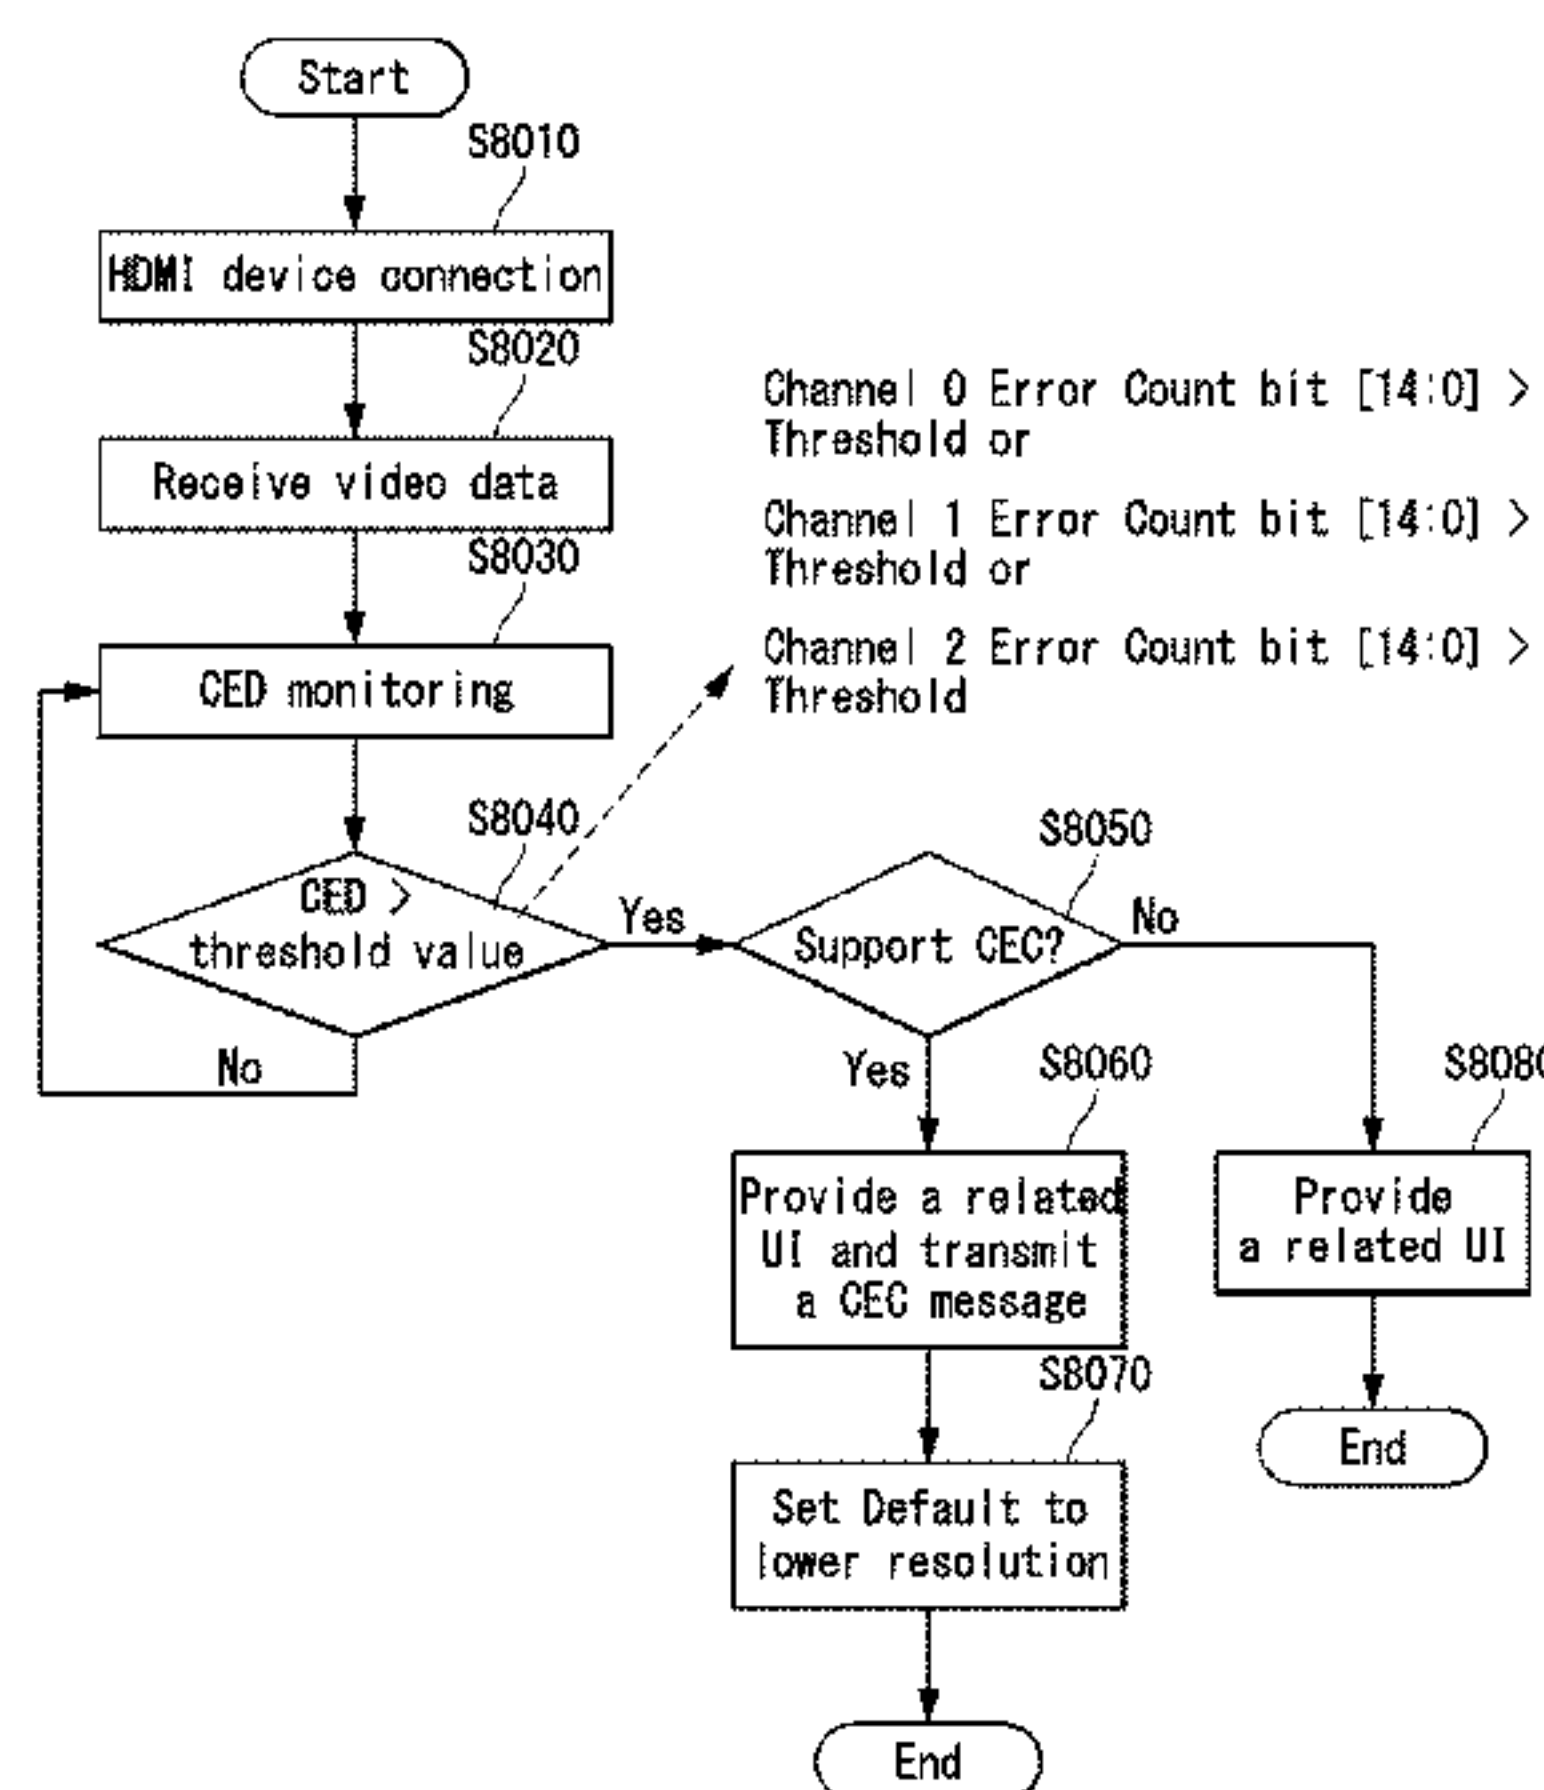 Start
S8010
HDMI device connection
S8020
Receive video data
S8030
CED monitoring
Channel 0 Error Count bit [14:0] >
Threshold or
Channel 1 Error Count bit [14:0] >
Threshold or
Channel 2 Error Count bit [14:0] >
Threshold
S8040
CED >
threshold value
Yes
No
S8050
Support CEC?
No
Yes
S8060
Provide a related
UI and transmit
a CEC message
S8080
Provide
a related UI
S8070
Set Default to
lower resolution
End
End